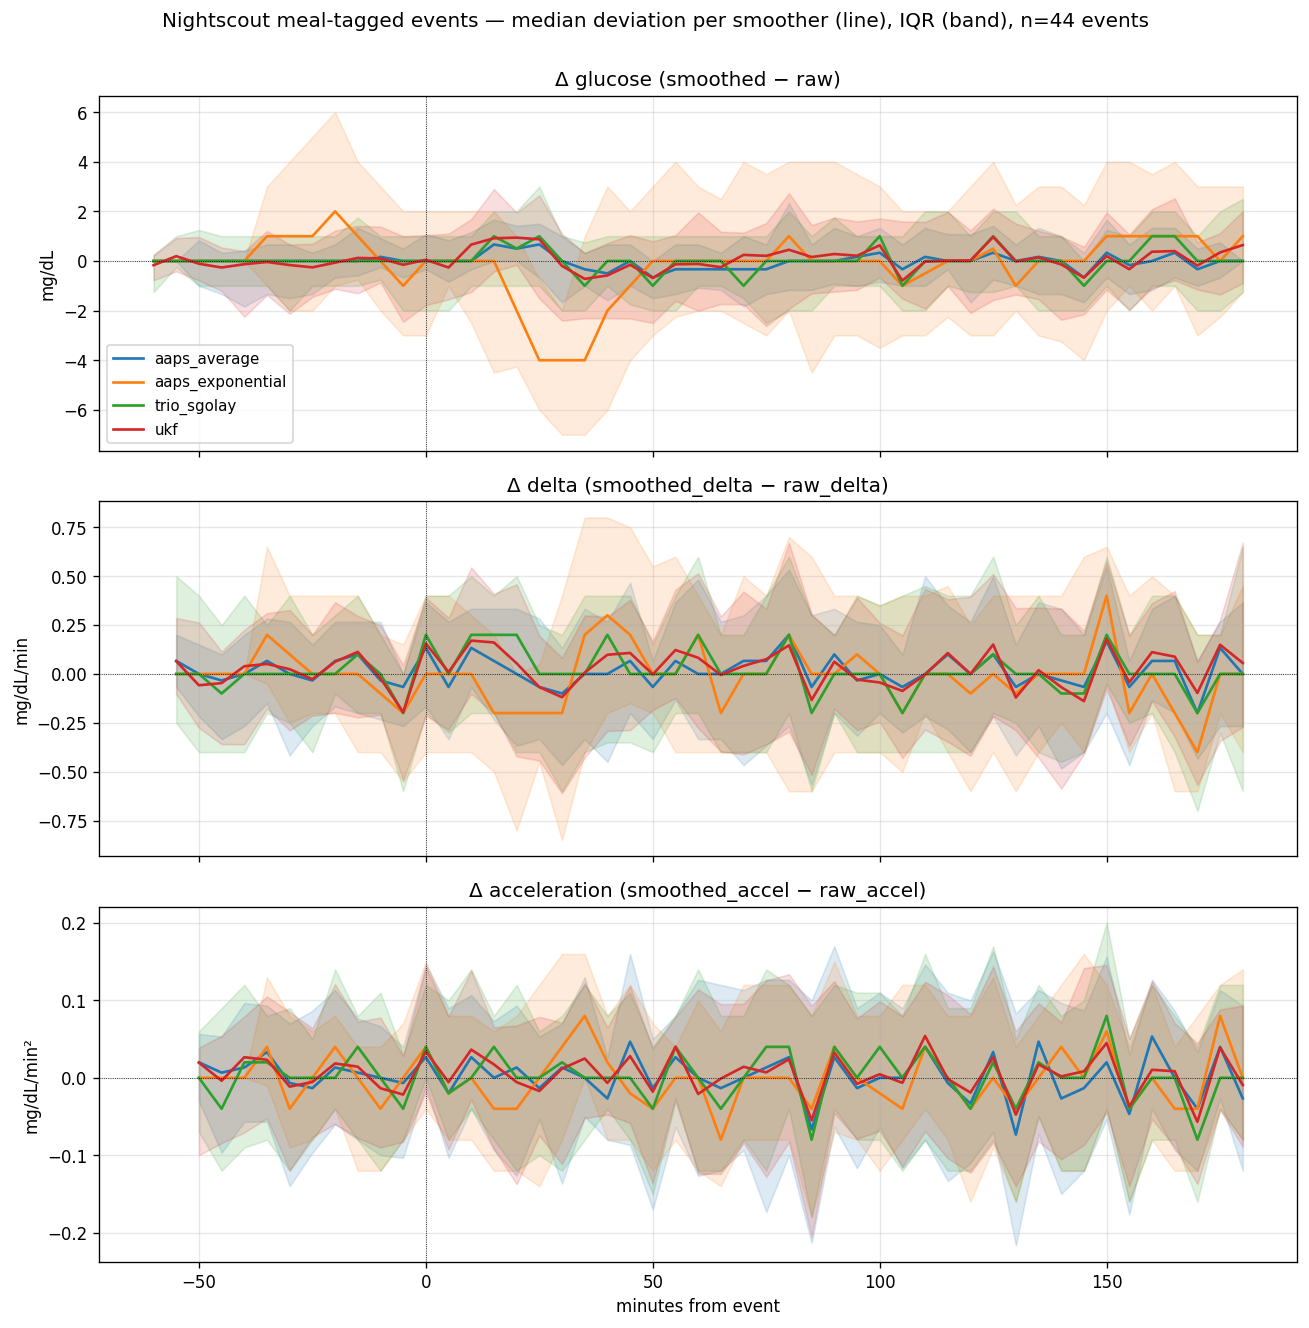 Nightscout meal-tagged events — median deviation per smoother (line), IQR (band), n=44 events
Δ glucose (smoothed − raw)
6
4
2
0
−2
−4
−6
mg/dL
aaps_average
aaps_exponential
trio_sgolay
ukf
Δ delta (smoothed_delta − raw_delta)
0.75
0.50
0.25
0.00
−0.25
−0.50
−0.75
mg/dL/min
Δ acceleration (smoothed_accel − raw_accel)
0.2
0.1
0.0
−0.1
−0.2
mg/dL/min²
−50
0
50
100
150
minutes from event